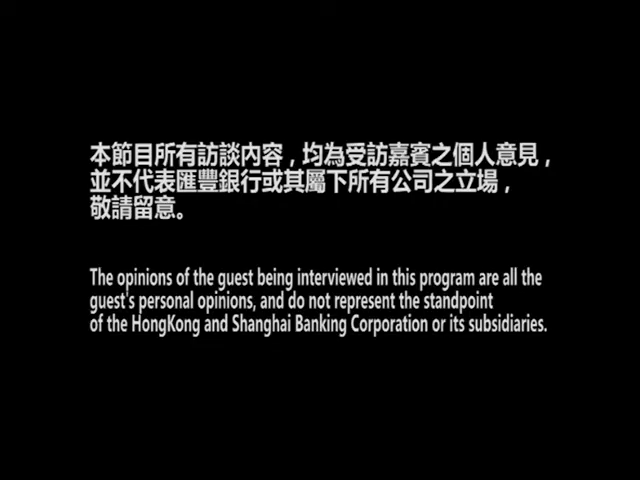 本節目所有訪談內容，均為受訪嘉賓之個人意見，
並不代表匯豐銀行或其屬下所有公司之立場，
敬請留意。
The opinions of the guest being interviewed in this program are all the
guest's personal opinions, and do not represent the standpoint
of the HongKong and Shanghai Banking Corporation or its subsidiaries.